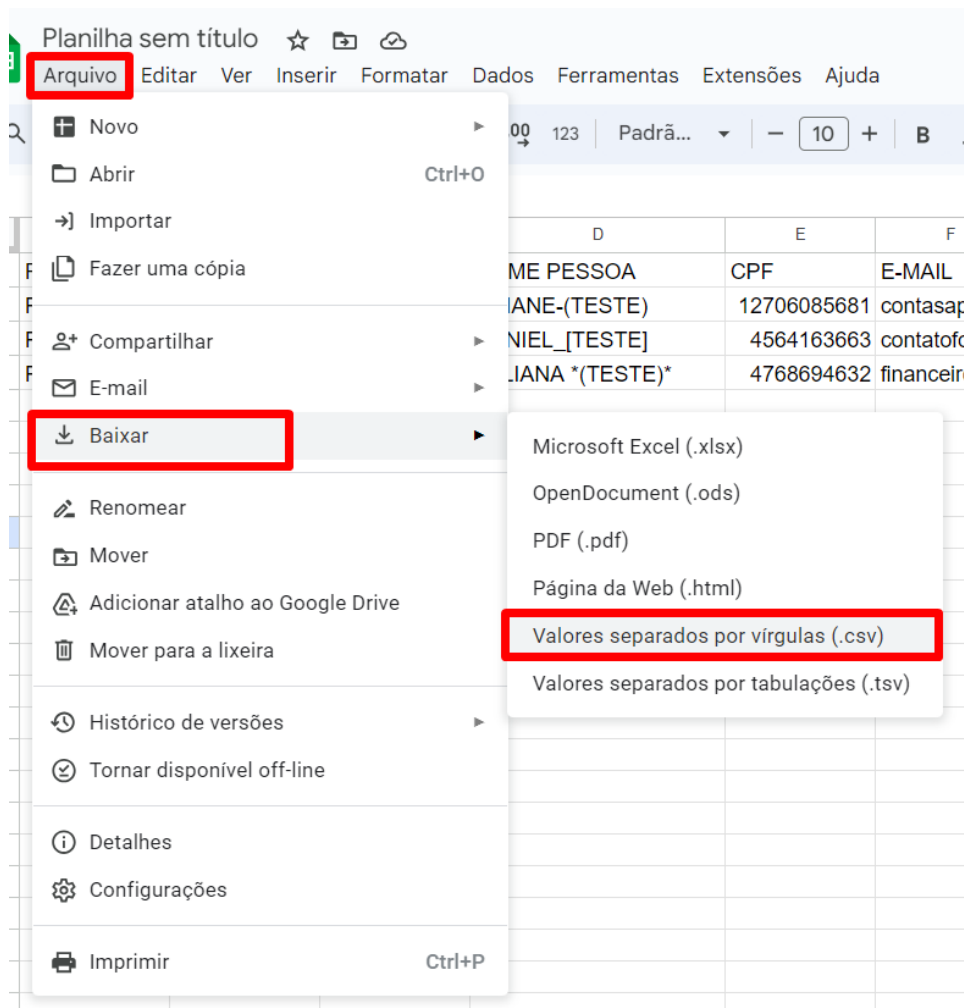 Planilha sem título
Arquivo Editar Ver Inserir Formatar Dados Ferramentas Extensões Ajuda
Novo
.00 123 Padrã... 10 B
Abrir Ctrl+O
Importar
D E F
Fazer uma cópia
ME PESSOA CPF E-MAIL
IANE-(TESTE) 12706085681 contasap
Compartilhar
NIEL_[TESTE] 4564163663 contatofo
LIANA *(TESTE)* 4768694632 financeir
E-mail
Baixar
Microsoft Excel (.xlsx)
OpenDocument (.ods)
PDF (.pdf)
Página da Web (.html)
Valores separados por vírgulas (.csv)
Valores separados por tabulações (.tsv)
Renomear
Mover
Adicionar atalho ao Google Drive
Mover para a lixeira
Histórico de versões
Tornar disponível off-line
Detalhes
Configurações
Imprimir Ctrl+P